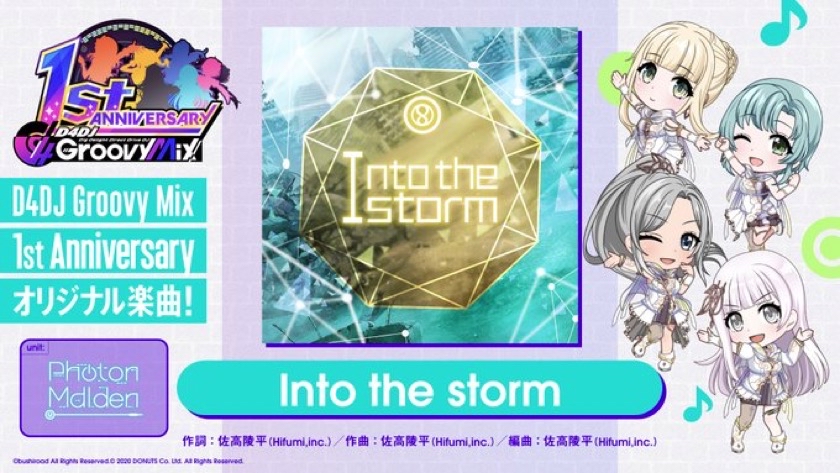 1st
ANNIVERSARY
D4DJ
Groovy Mix
D4DJ Groovy Mix
1st Anniversary
オリジナル楽曲!
Into the
storm
unit:
Photon
Maiden
Into the storm
作詞:佐高陵平(Hifumi,inc.)/作曲:佐高陵平(Hifumi,inc.)/編曲:佐高陵平(Hifumi,inc.)
©bushiroad All Rights Reserved.© 2020 DONUTS Co. Ltd. All Rights Reserved.